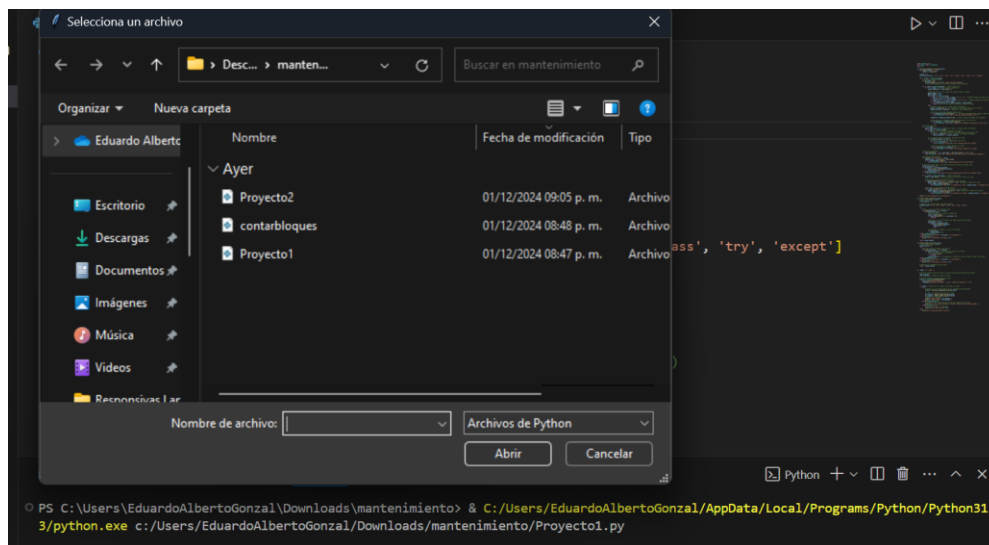 Selecciona un archivo
Desc... > manten...
Buscar en mantenimiento
Organizar
Nueva carpeta
Eduardo Albertc
Nombre
Fecha de modificación
Tipo
Ayer
Proyecto2
01/12/2024 09:05 p. m.
Archivo
contarbloques
01/12/2024 08:48 p. m.
Archivo
Proyecto1
01/12/2024 08:47 p. m.
Archivo
Escritorio
Descargas
Documentos
Imágenes
Música
Videos
Responsivas Lar
ass', 'try', 'except']
)
Nombre de archivo:
Archivos de Python
Abrir
Cancelar
Python
PS C:\Users\EduardoAlbertoGonzal\Downloads\mantenimiento> & C:/Users/EduardoAlbertoGonzal/AppData/Local/Programs/Python/Python31
3/python.exe c:/Users/EduardoAlbertoGonzal/Downloads/mantenimiento/Proyecto1.py